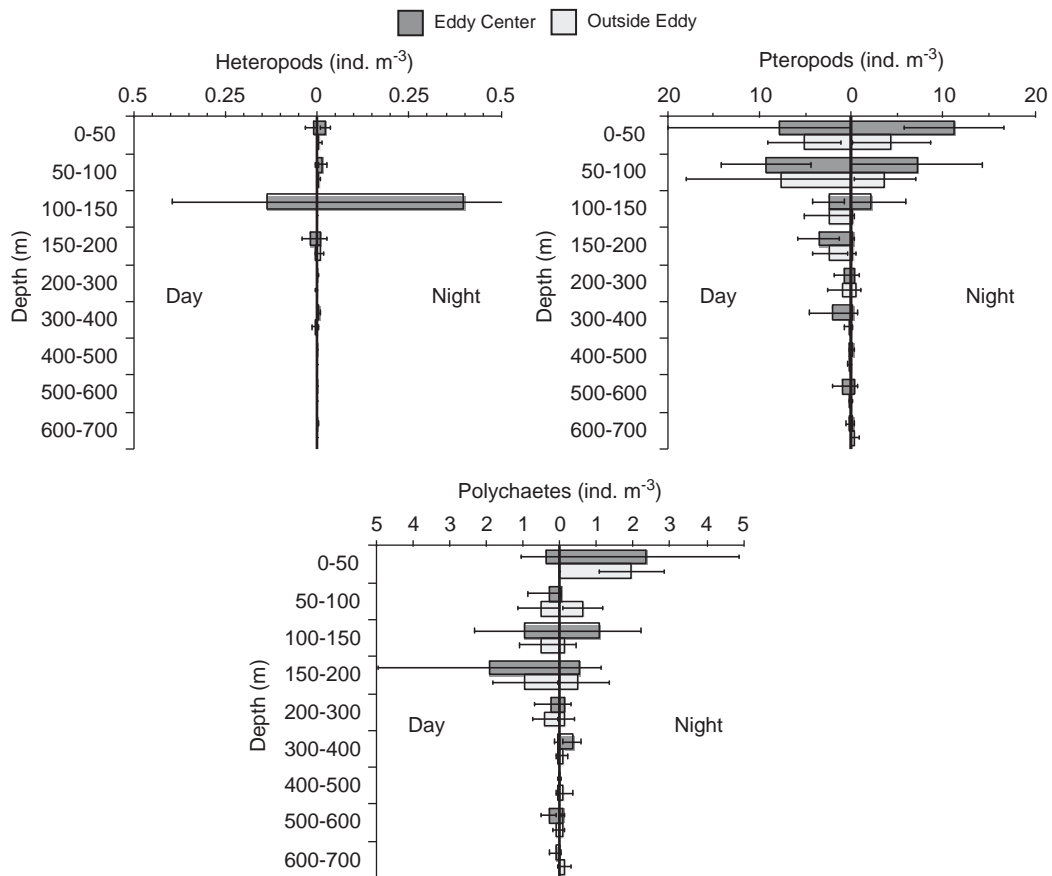 Eddy Center Outside Eddy
Heteropods (ind. m-3)
0.5 0.25 0 0.25 0.5
Depth (m)
0-50
50-100
100-150
150-200
200-300
300-400
400-500
500-600
600-700
Day Night
Pteropods (ind. m-3)
20 10 0 10 20
Depth (m)
0-50
50-100
100-150
150-200
200-300
300-400
400-500
500-600
600-700
Day Night
Polychaetes (ind. m-3)
5 4 3 2 1 0 1 2 3 4 5
Depth (m)
0-50
50-100
100-150
150-200
200-300
300-400
400-500
500-600
600-700
Day Night